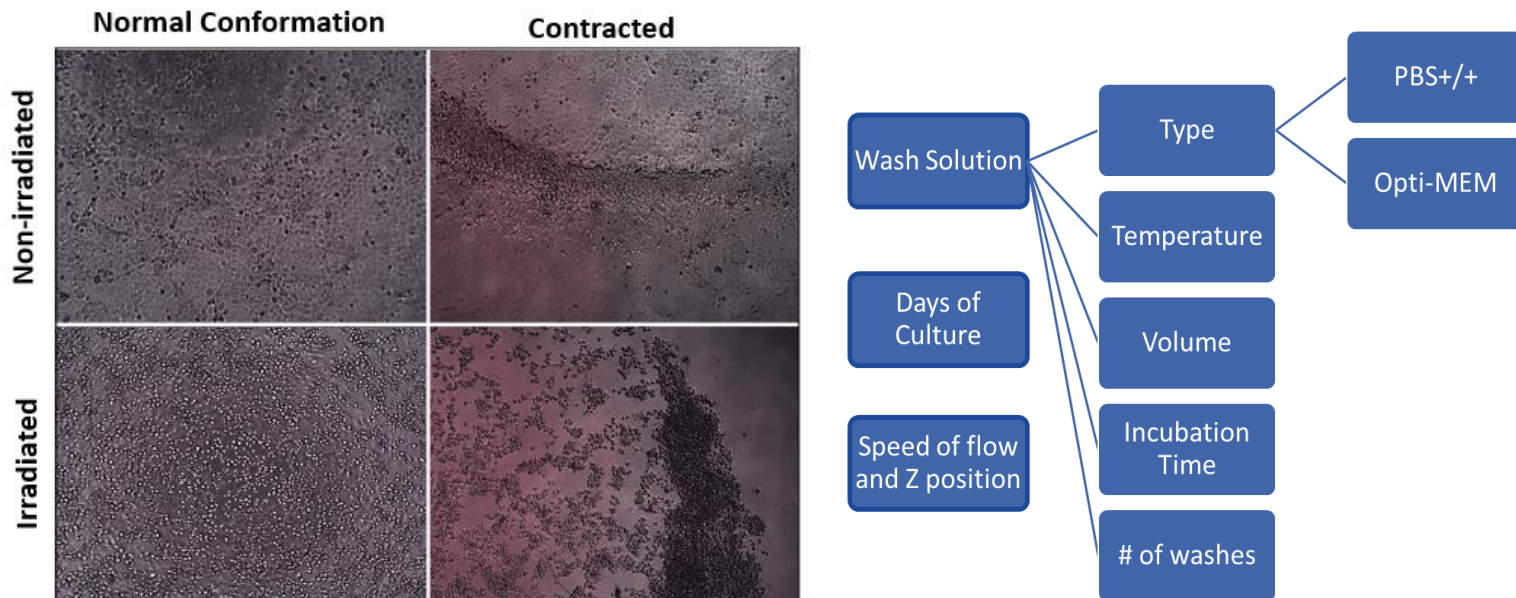 Normal Conformation
Contracted
Non-irradiated
Irradiated
Wash Solution
Days of
Culture
Speed of flow
and Z position
Type
Temperature
Volume
Incubation
Time
# of washes
PBS+/+
Opti-MEM